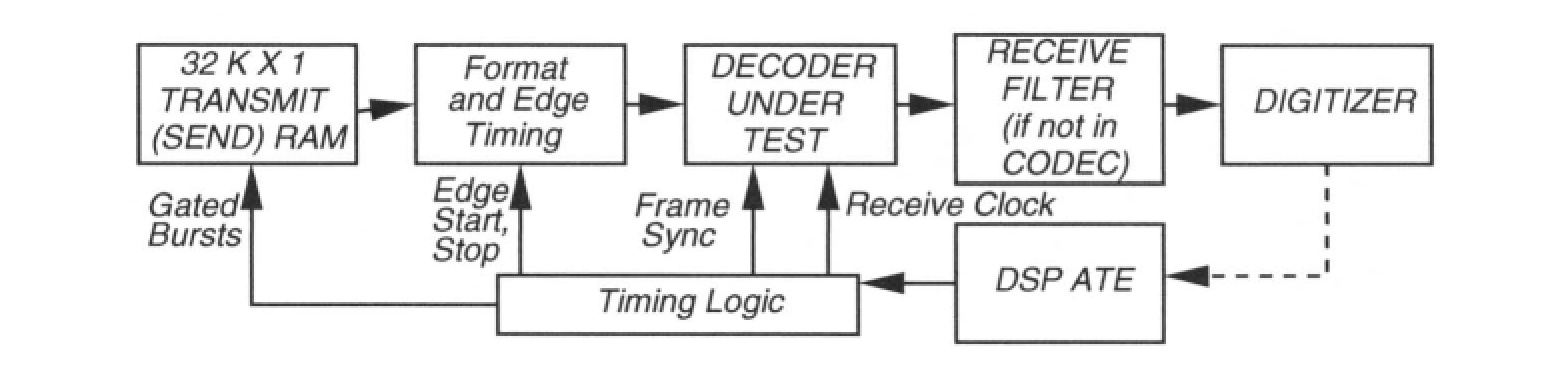 32 K X 1
TRANSMIT
(SEND) RAM
Format
and Edge
Timing
DECODER
UNDER
TEST
RECEIVE
FILTER
(if not in
CODEC)
DIGITIZER
Gated
Bursts
Edge
Start,
Stop
Frame
Sync
Receive Clock
Timing Logic
DSP ATE